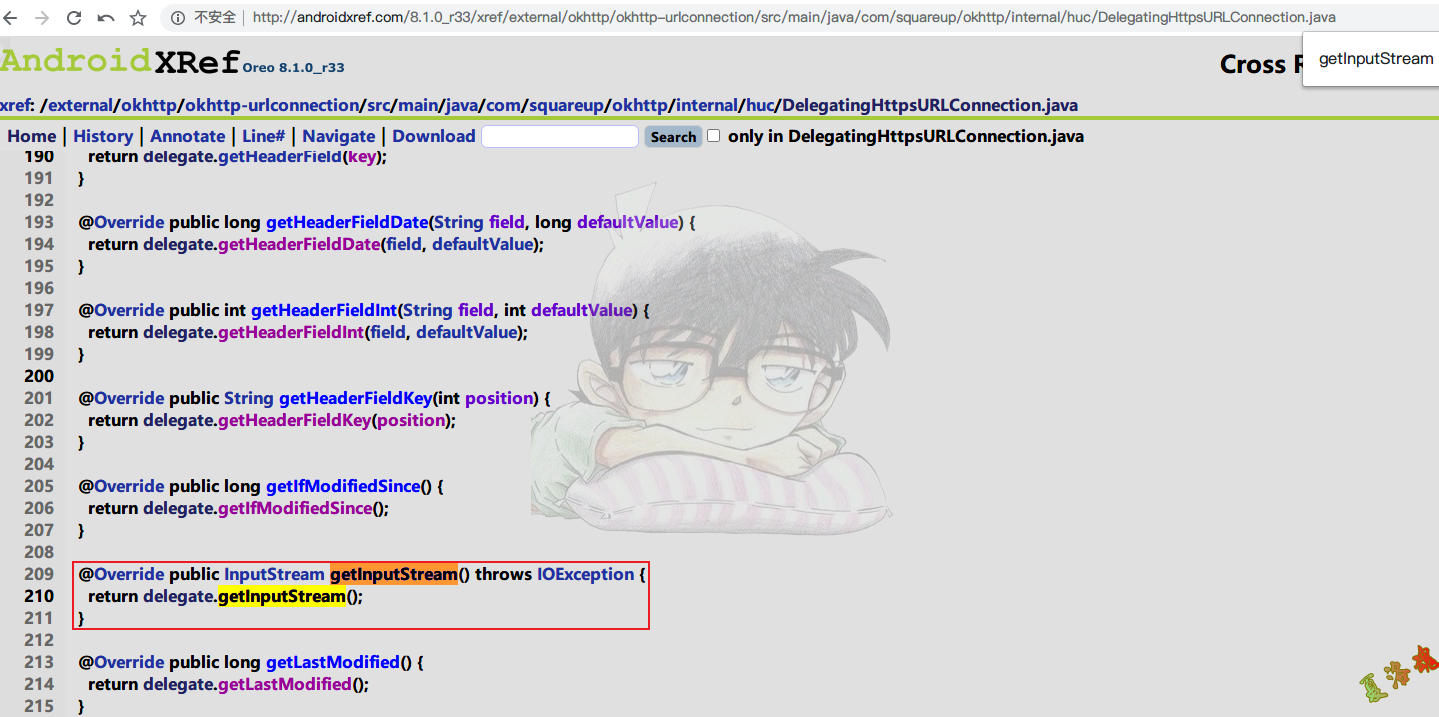 不安全 http://androidxref.com/8.1.0_r33/xref/external/okhttp/okhttp-urlconnection/src/main/java/com/squareup/okhttp/internal/huc/DelegatingHttpsURLConnection.java
AndroidXRef Oreo 8.1.0_r33
Cross R
getInputStream
xref: /external/okhttp/okhttp-urlconnection/src/main/java/com/squareup/okhttp/internal/huc/DelegatingHttpsURLConnection.java
Home | History | Annotate | Line# | Navigate | Download Search only in DelegatingHttpsURLConnection.java
190 return delegate.getHeaderField(key);
191 }
192
193 @Override public long getHeaderFieldDate(String field, long defaultValue) {
194 return delegate.getHeaderFieldDate(field, defaultValue);
195 }
196
197 @Override public int getHeaderFieldInt(String field, int defaultValue) {
198 return delegate.getHeaderFieldInt(field, defaultValue);
199 }
200
201 @Override public String getHeaderFieldKey(int position) {
202 return delegate.getHeaderFieldKey(position);
203 }
204
205 @Override public long getIfModifiedSince() {
206 return delegate.getIfModifiedSince();
207 }
208
209 @Override public InputStream getInputStream() throws IOException {
210 return delegate.getInputStream();
211 }
212
213 @Override public long getLastModified() {
214 return delegate.getLastModified();
215 }